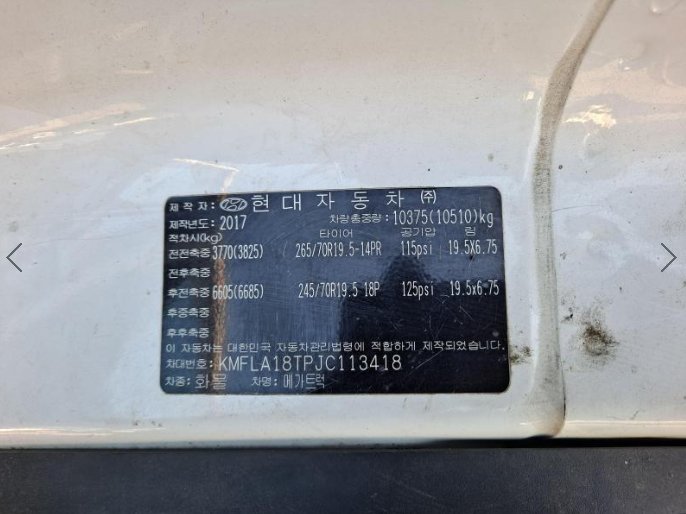 제 작 자: 현 대 자 동 차 ㈜
제작년도: 2017 차량총중량: 10375(10510)kg
적차시(kg) 타이어 공기압 림
전전축중 3770(3825) 265/70R19.5-14PR 115psi 19.5X6.75
전후축중
후전축중 6605(6685) 245/70R19.5 18P 125psi 19.5x6.75
후중축중
후후축중
이 자동차는 대한민국 자동차관리법령에 적합하게 제작되었습니다.
차대번호: KMFLA18TPJC113418
차종: 화물 차명: 메가트럭